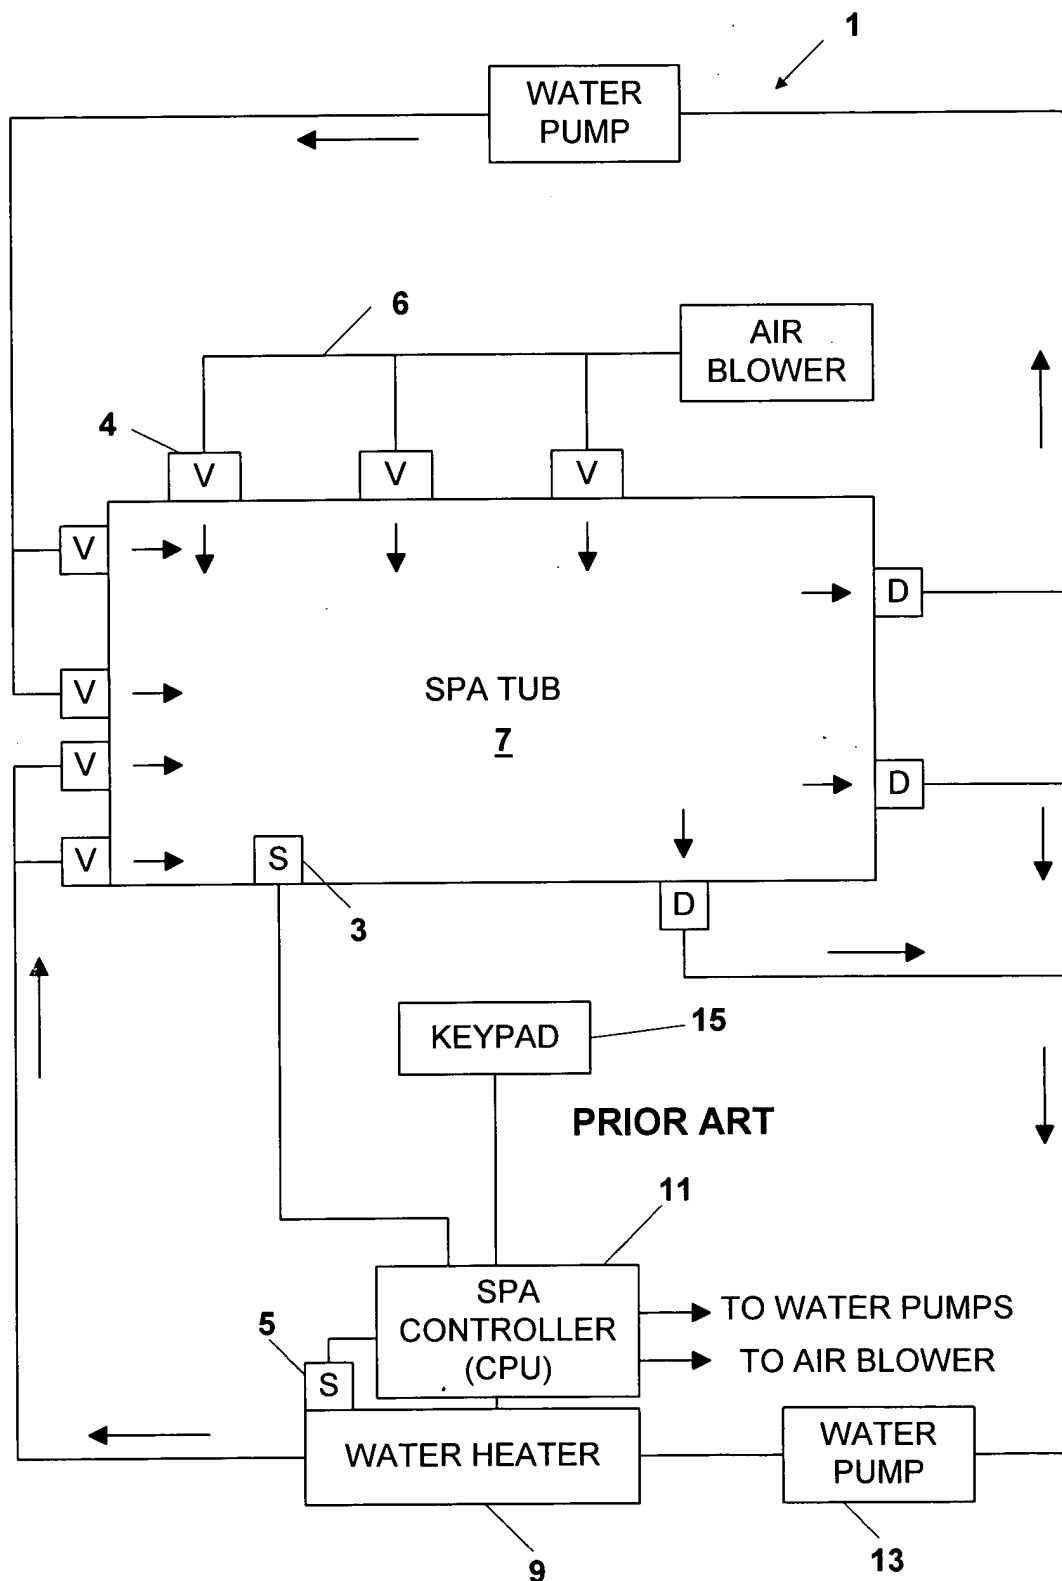 1
WATER
PUMP
6
AIR
BLOWER
4
V
V
V
V
D
V
SPA TUB
7
V
D
V
S
D
3
KEYPAD
15
PRIOR ART
11
SPA
CONTROLLER
(CPU)
TO WATER PUMPS
TO AIR BLOWER
5
S
WATER HEATER
WATER
PUMP
9
13